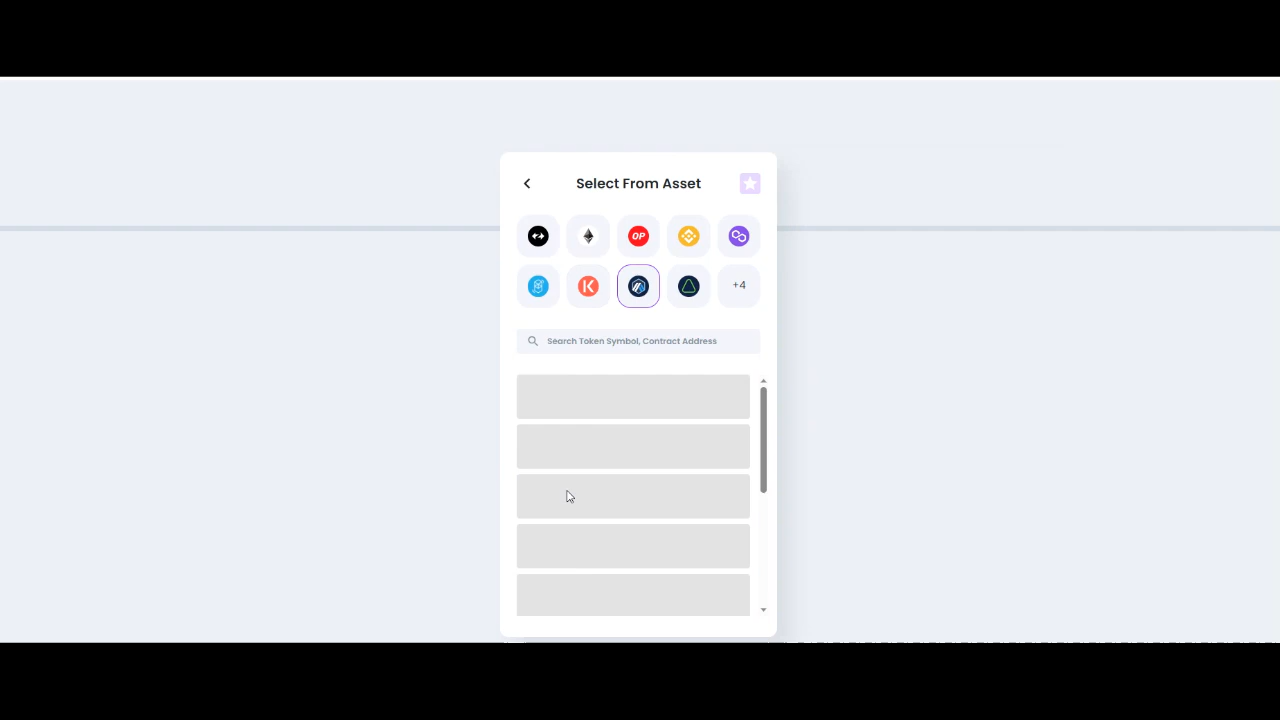 Select From Asset
OP
+4
Search Token Symbol, Contract Address